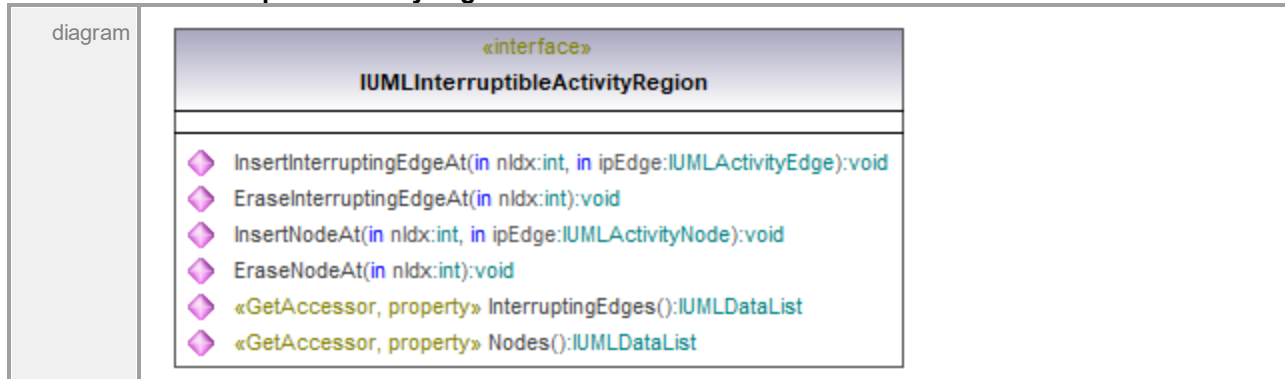 diagram
«interface»
IUMLInterruptibleActivityRegion
InsertInterruptingEdgeAt(in nIdx:int, in ipEdge:IUMLActivityEdge):void
EraseInterruptingEdgeAt(in nIdx:int):void
InsertNodeAt(in nIdx:int, in ipEdge:IUMLActivityNode):void
EraseNodeAt(in nIdx:int):void
«GetAccessor, property» InterruptingEdges():IUMLDataList
«GetAccessor, property» Nodes():IUMLDataList